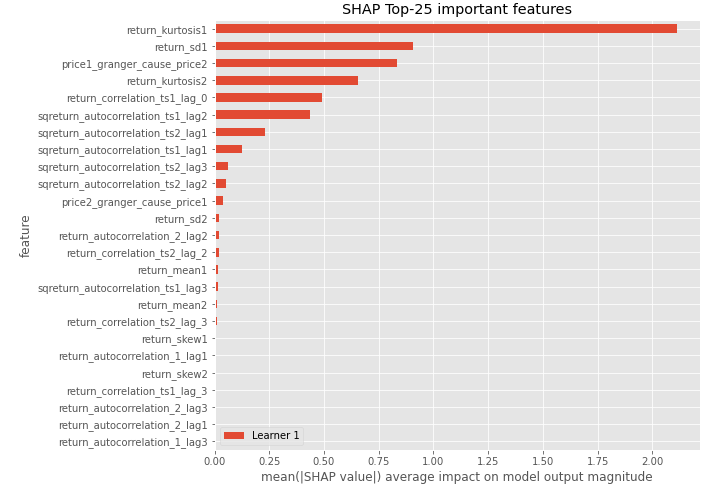 SHAP Top-25 important features
feature
return_kurtosis1
return_sd1
price1_granger_cause_price2
return_kurtosis2
return_correlation_ts1_lag_0
sqreturn_autocorrelation_ts1_lag2
sqreturn_autocorrelation_ts2_lag1
sqreturn_autocorrelation_ts1_lag1
sqreturn_autocorrelation_ts2_lag3
sqreturn_autocorrelation_ts2_lag2
price2_granger_cause_price1
return_sd2
return_autocorrelation_2_lag2
return_correlation_ts2_lag_2
return_mean1
sqreturn_autocorrelation_ts1_lag3
return_mean2
return_correlation_ts2_lag_3
return_skew1
return_autocorrelation_1_lag1
return_skew2
return_correlation_ts1_lag_3
return_autocorrelation_2_lag3
return_autocorrelation_2_lag1
return_autocorrelation_1_lag3
Learner 1
0.00 0.25 0.50 0.75 1.00 1.25 1.50 1.75 2.00
mean(|SHAP value|) average impact on model output magnitude